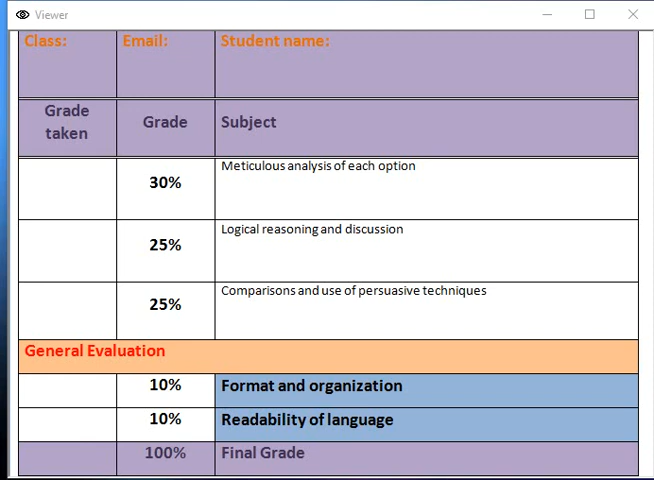 Viewer
Class: Email: Student name:
Grade taken Grade Subject
30% Meticulous analysis of each option
25% Logical reasoning and discussion
25% Comparisons and use of persuasive techniques
General Evaluation
10% Format and organization
10% Readability of language
100% Final Grade